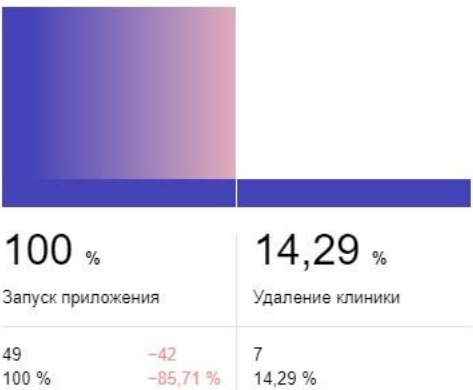 100 %
14,29 %
Запуск приложения
Удаление клиники
49 −42 7
100 % −85,71 % 14,29 %